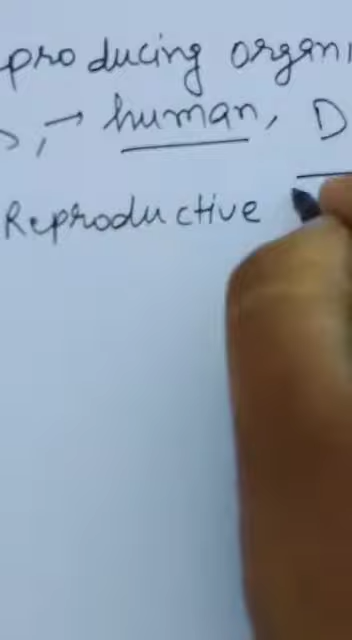 producing organi
, → human, D
Reproductive